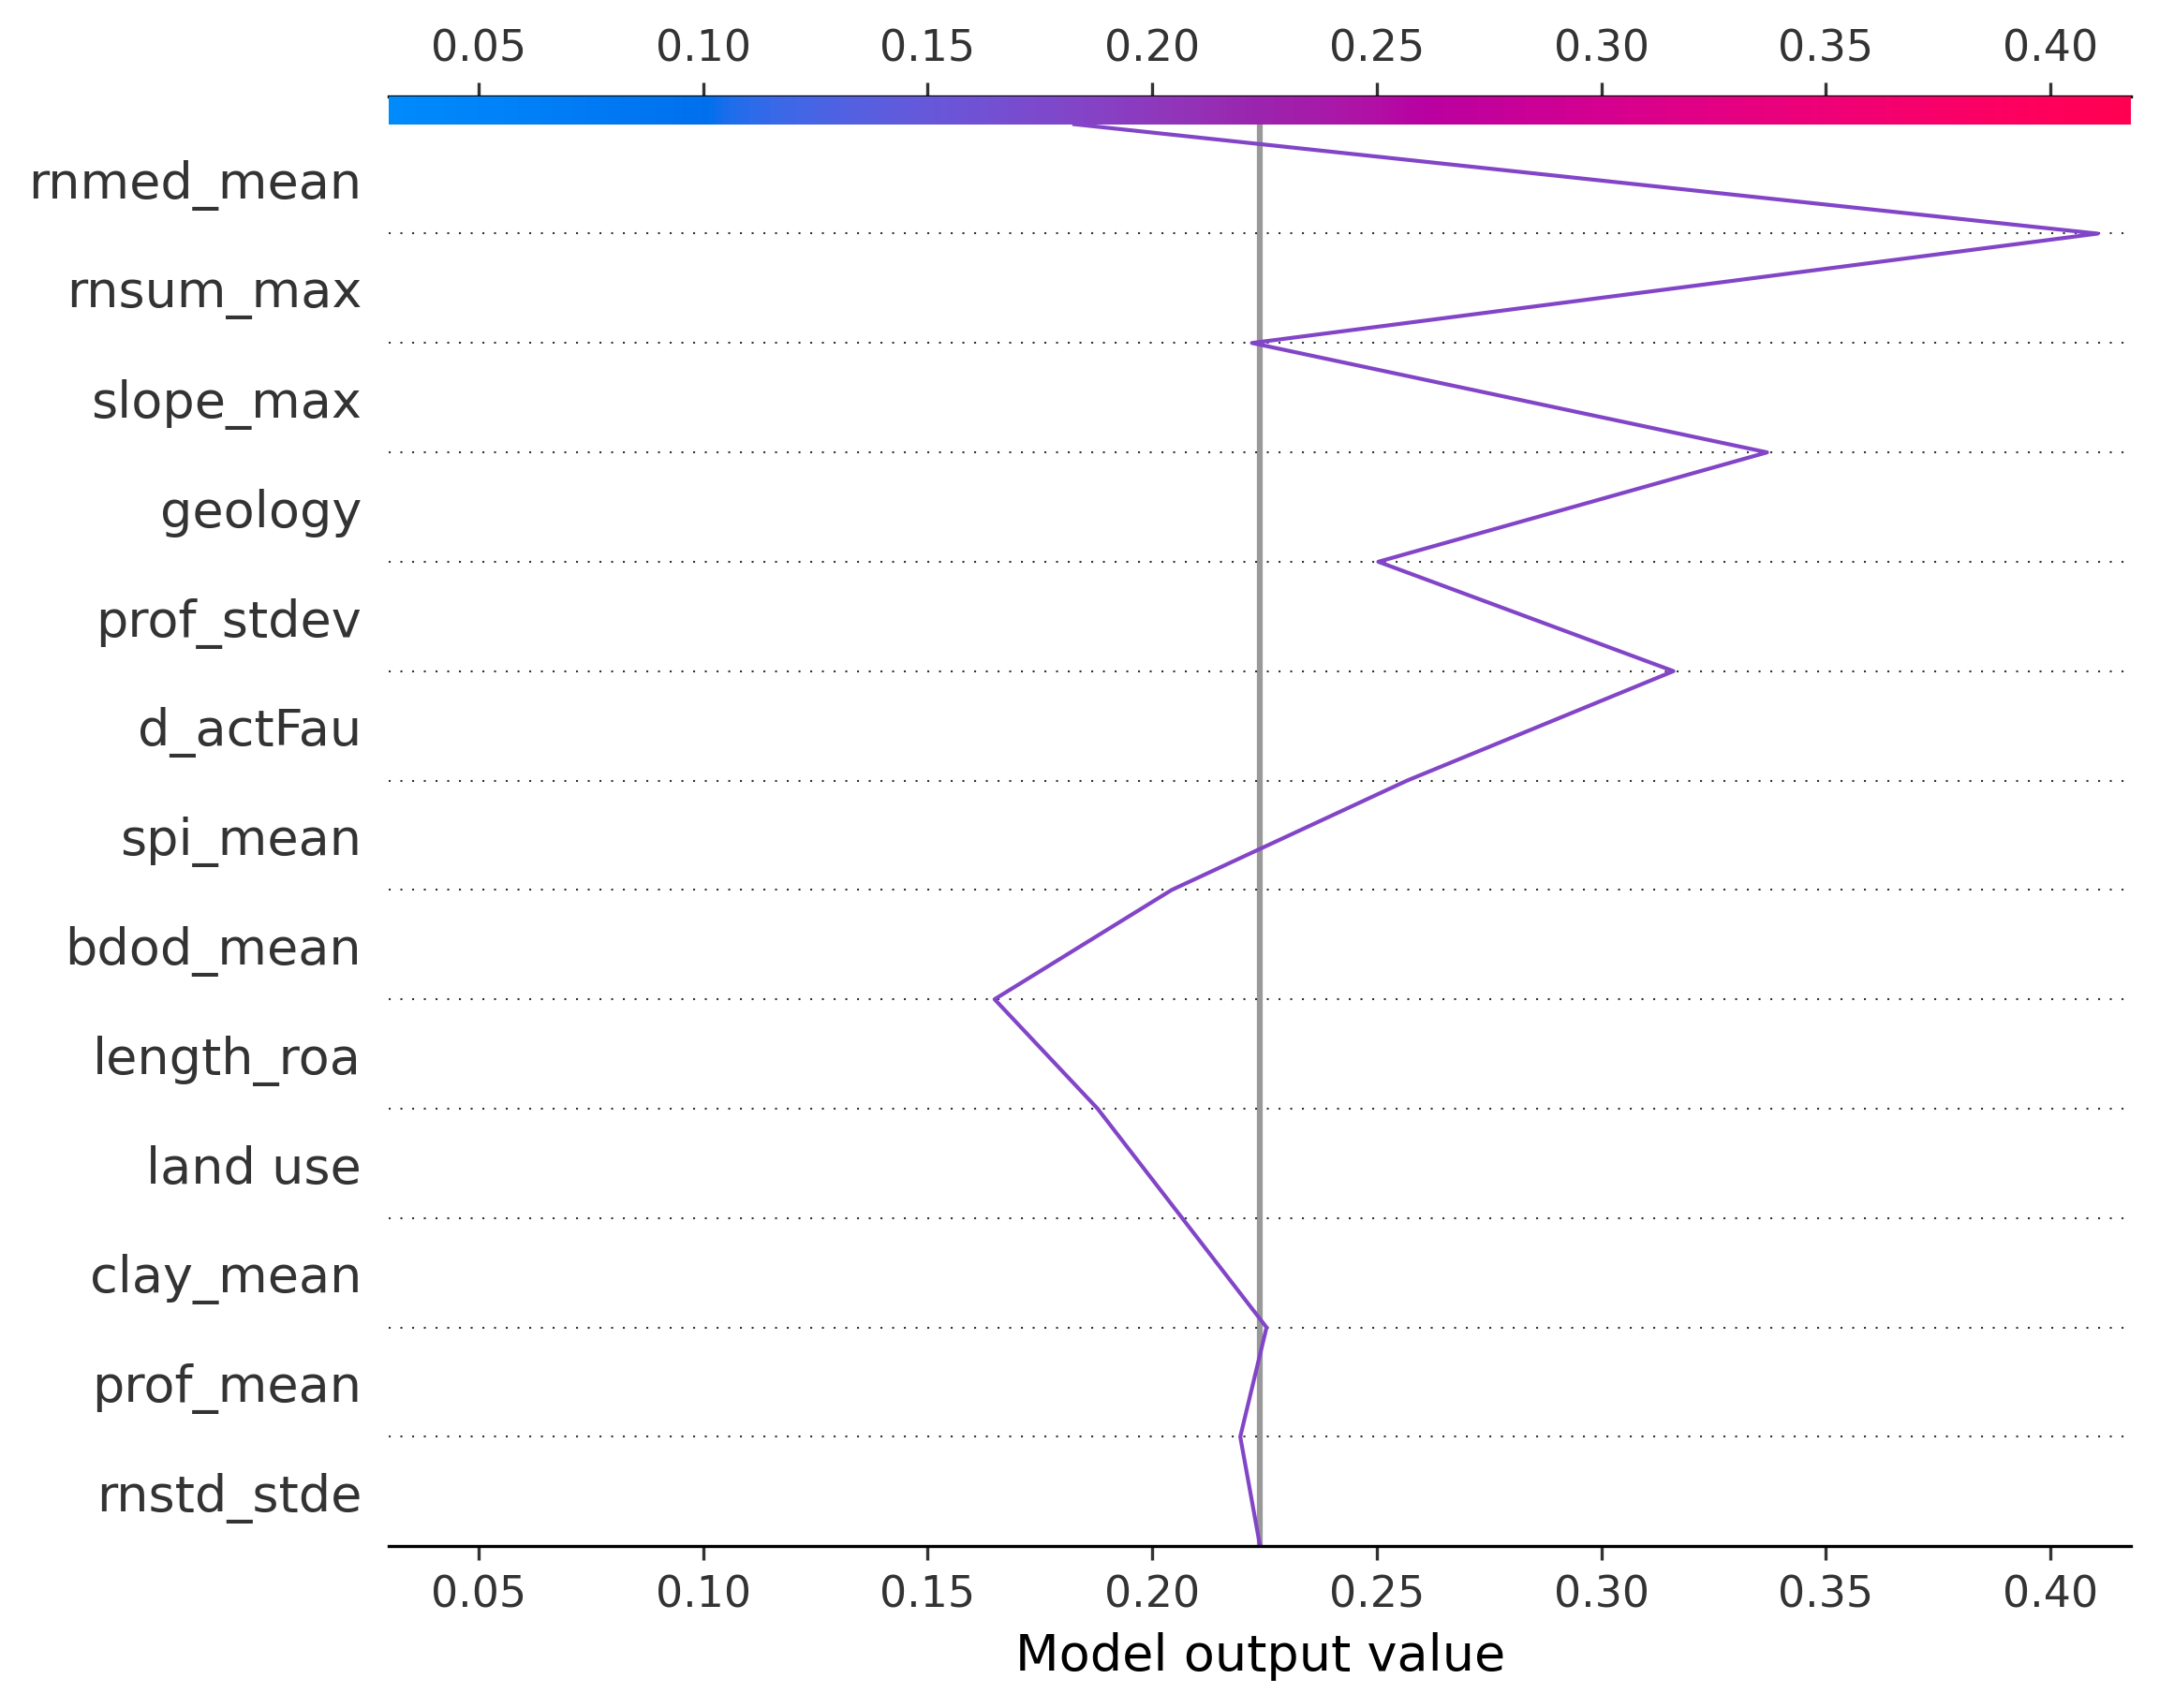 0.05 0.10 0.15 0.20 0.25 0.30 0.35 0.40
rnmed_mean
rnsum_max
slope_max
geology
prof_stdev
d_actFau
spi_mean
bdod_mean
length_roa
land use
clay_mean
prof_mean
rnstd_stde
0.05 0.10 0.15 0.20 0.25 0.30 0.35 0.40
Model output value